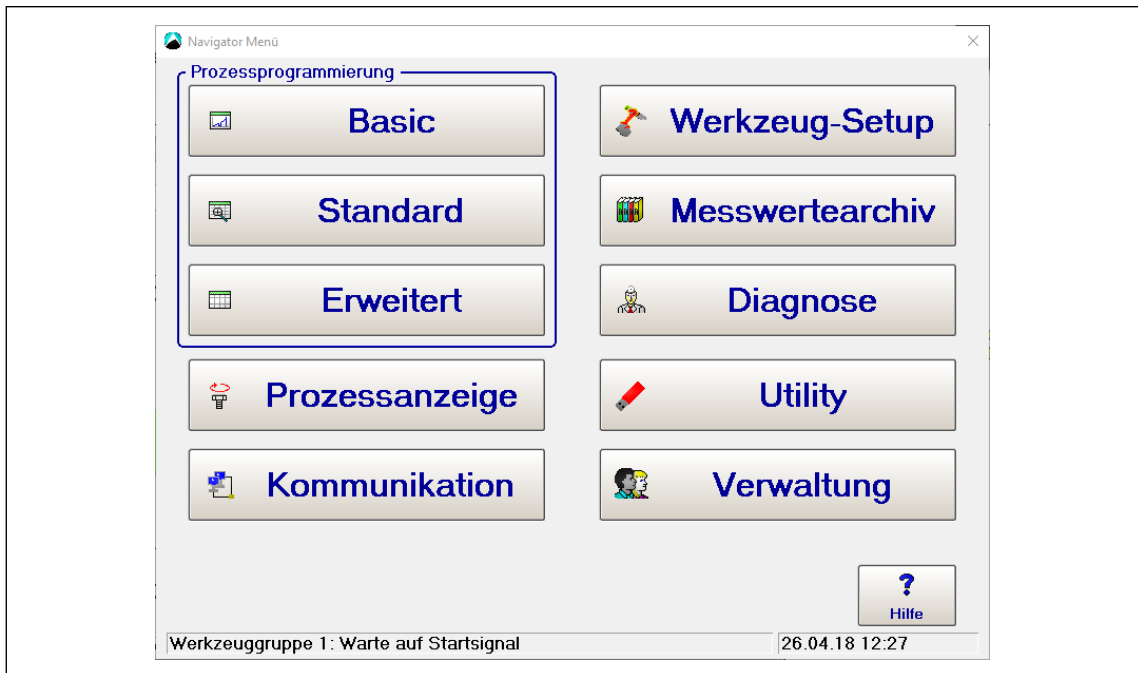 Navigator Menü
Prozessprogrammierung
Basic
Standard
Erweitert
Prozessanzeige
Kommunikation
Werkzeug-Setup
Messwertearchiv
Diagnose
Utility
Verwaltung
?
Hilfe
Werkzeuggruppe 1: Warte auf Startsignal
26.04.18 12:27